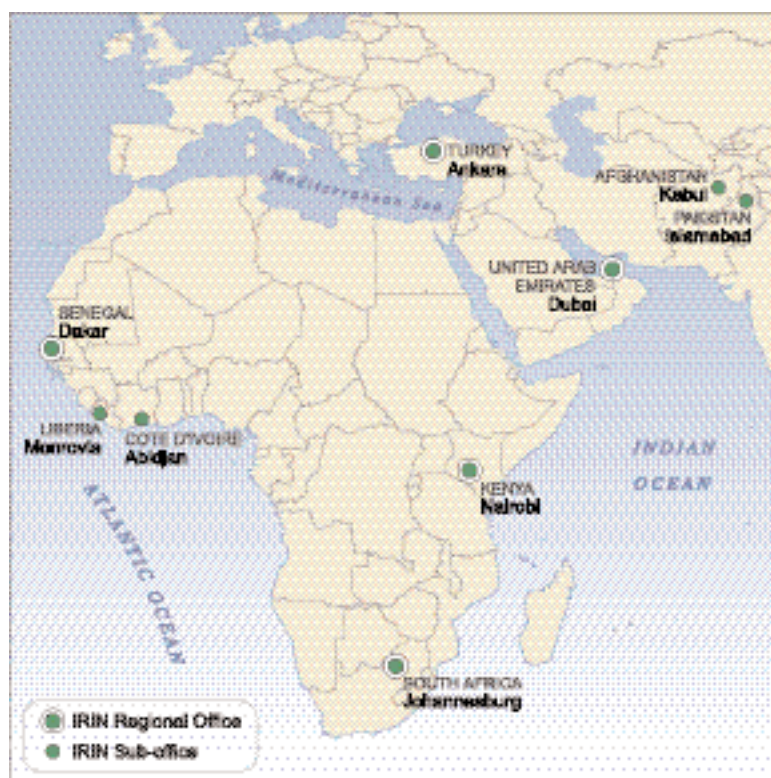 TURKEY
Ankara
Mediterranean Sea
AFGHANISTAN
Kabul
PAKISTAN
Islamabad
UNITED ARAB
EMIRATES
Dubai
SENEGAL
Dakar
LIBERIA
Monrovia
COTE D'IVOIRE
Abidjan
INDIAN
OCEAN
KENYA
Nairobi
ATLANTIC OCEAN
SOUTH AFRICA
Johannesburg
IRIN Regional Office
IRIN Sub-office